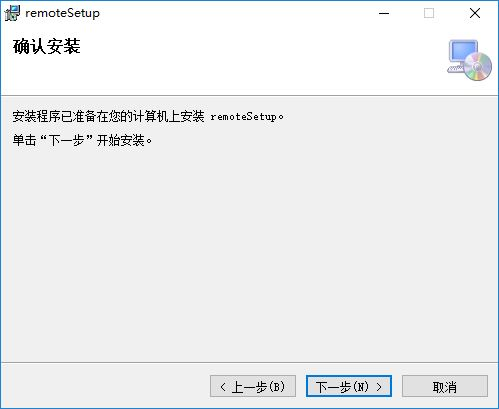 remoteSetup
确认安装
安装程序已准备在您的计算机上安装 remoteSetup。
单击“下一步”开始安装。
< 上一步(B) 下一步(N) > 取消